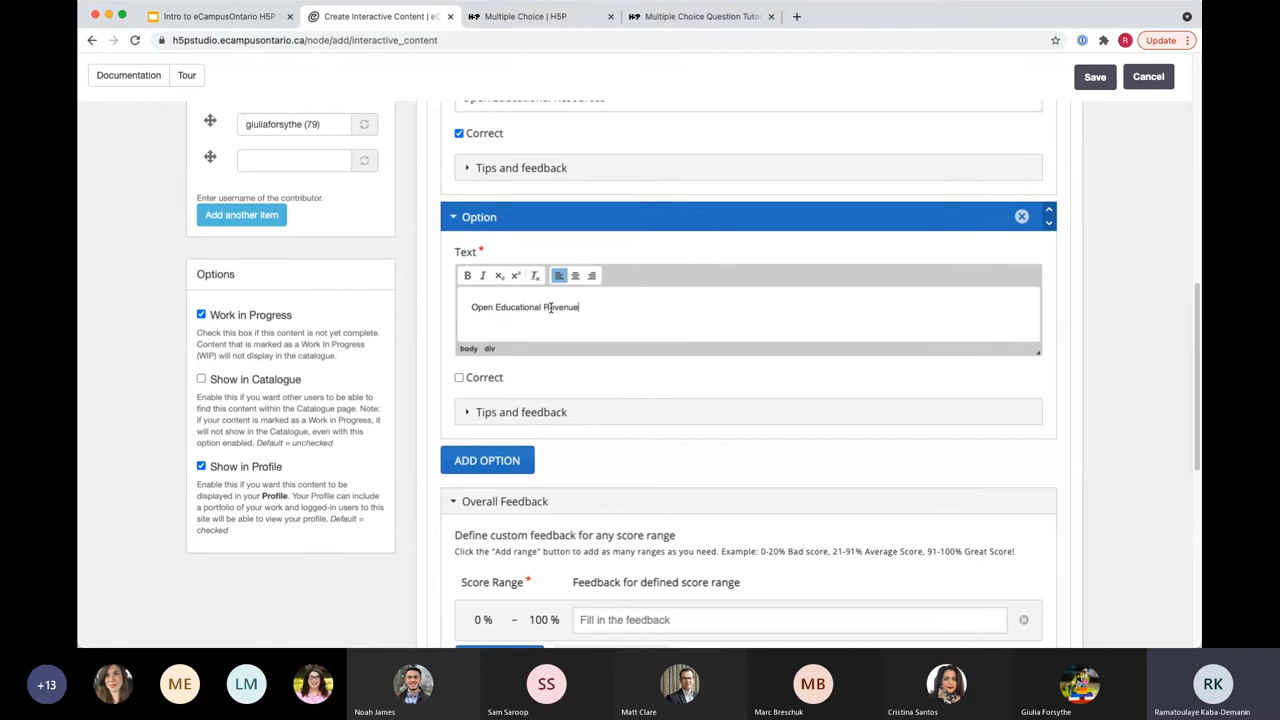 Intro to eCampusOntario H5P
Create Interactive Content | eC
H-P Multiple Choice | H5P
H-P Multiple Choice Question Tutor
h5pstudio.ecampusontario.ca/node/add/interactive_content
R
Update
Documentation
Tour
Save
Cancel
giuliaforsythe (79)
Enter username of the contributor.
Add another item
Options
Work in Progress
Check this box if this content is not yet complete.
Content that is marked as a Work In Progress
(WIP) will not display in the catalogue.
Show in Catalogue
Enable this if you want other users to be able to
find this content within the Catalogue page. Note:
if your content is marked as a Work in Progress, it
will not show in the Catalogue, even with this
option enabled. Default = unchecked
Show in Profile
Enable this if you want this content to be
displayed in your Profile. Your Profile can include
a portfolio of your work and logged-in users to this
site will be able to view your profile. Default =
checked
Open Educational Resources
Correct
Tips and feedback
Option
Text *
B I x₂ x² Tx
Open Educational Revenue
body div
Correct
Tips and feedback
ADD OPTION
Overall Feedback
Define custom feedback for any score range
Click the "Add range" button to add as many ranges as you need. Example: 0-20% Bad score, 21-91% Average Score, 91-100% Great Score!
Score Range *
Feedback for defined score range
0 % – 100 %
Fill in the feedback
+13
ME
LM
Noah James
SS
Sam Saroop
Matt Clare
MB
Marc Breschuk
Cristina Santos
Giulia Forsythe
RK
Ramatoulaye Kaba-Demanin